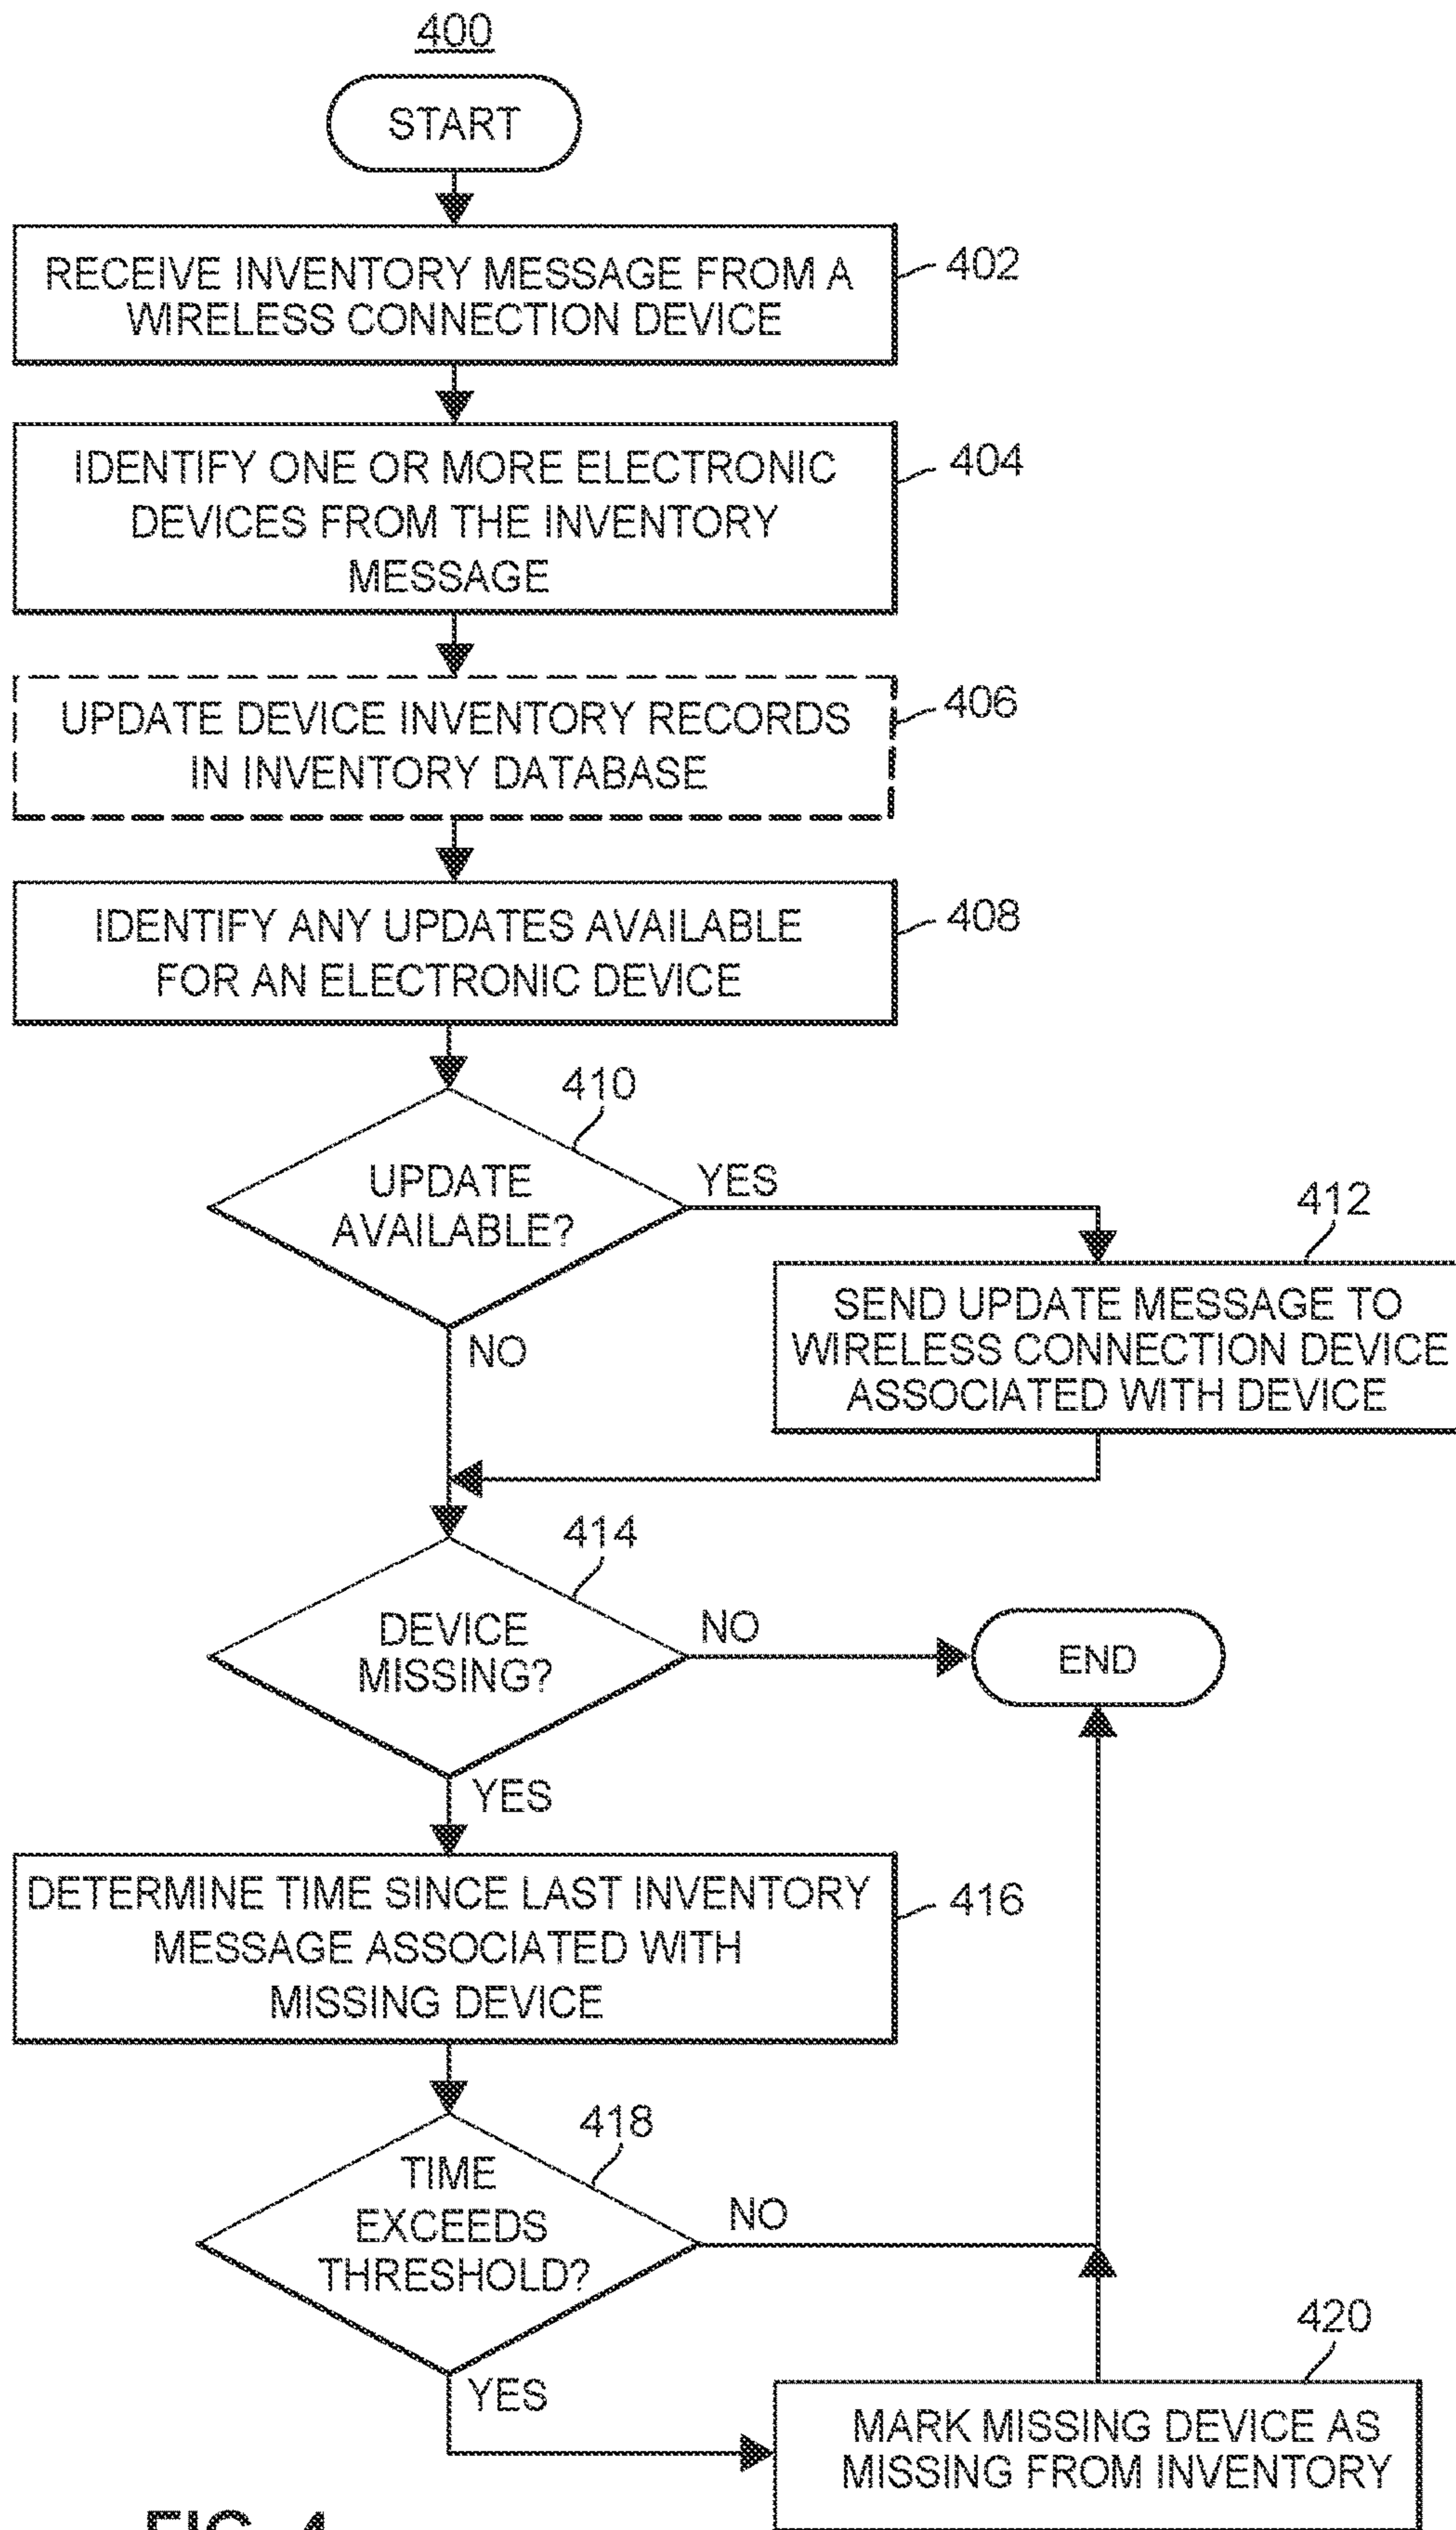 400
START
RECEIVE INVENTORY MESSAGE FROM A
WIRELESS CONNECTION DEVICE
402
IDENTIFY ONE OR MORE ELECTRONIC
DEVICES FROM THE INVENTORY
MESSAGE
404
UPDATE DEVICE INVENTORY RECORDS
IN INVENTORY DATABASE
406
IDENTIFY ANY UPDATES AVAILABLE
FOR AN ELECTRONIC DEVICE
408
410
UPDATE
AVAILABLE?
YES
NO
412
SEND UPDATE MESSAGE TO
WIRELESS CONNECTION DEVICE
ASSOCIATED WITH DEVICE
414
DEVICE
MISSING?
NO
END
YES
DETERMINE TIME SINCE LAST INVENTORY
MESSAGE ASSOCIATED WITH
MISSING DEVICE
416
418
TIME
EXCEEDS
THRESHOLD?
NO
YES
420
MARK MISSING DEVICE AS
MISSING FROM INVENTORY
FIG. 4